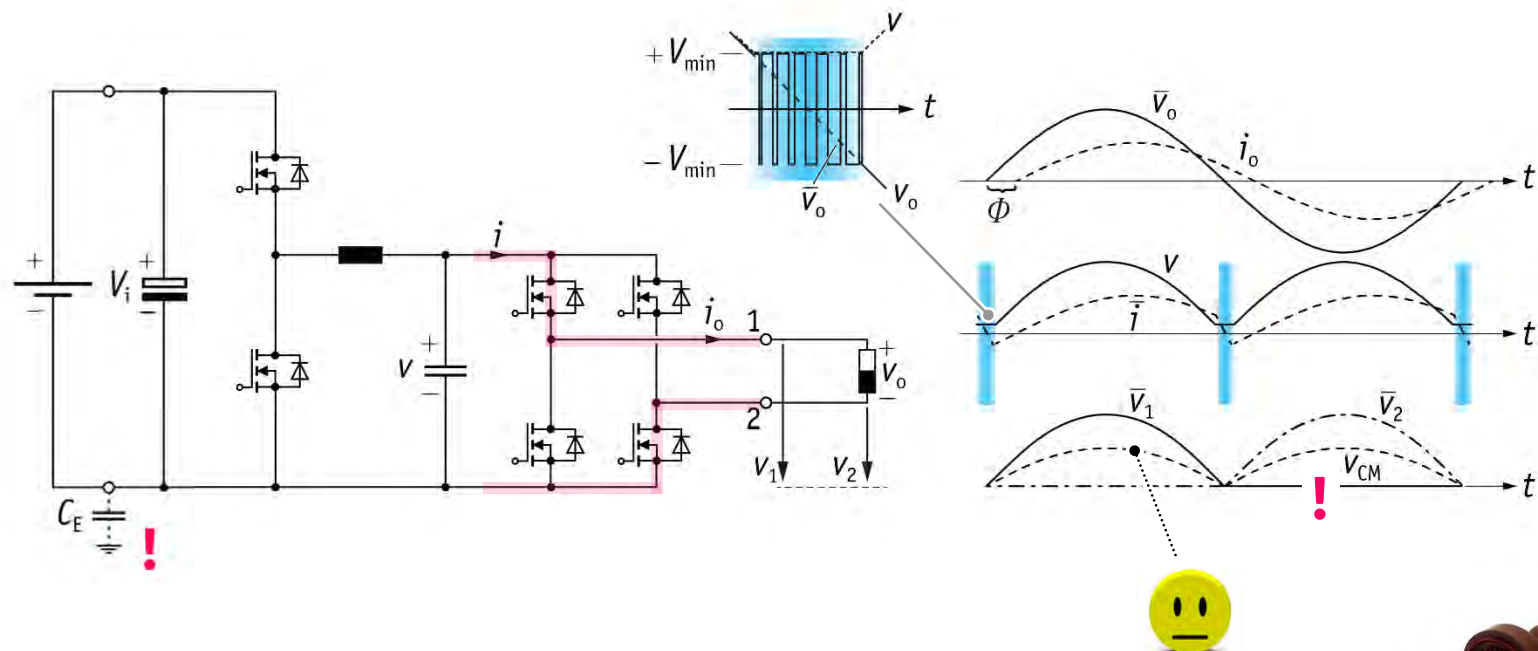 + V_min
v
t
− V_min
v̄_o
v_o
+
−
V_i
+
−
C_E
!
i
v
+
−
i_o
1
2
+
v_o
−
v_1
v_2
v̄_o
i_o
t
Φ
v
ī
t
v̄_1
v̄_2
v_CM
t
!